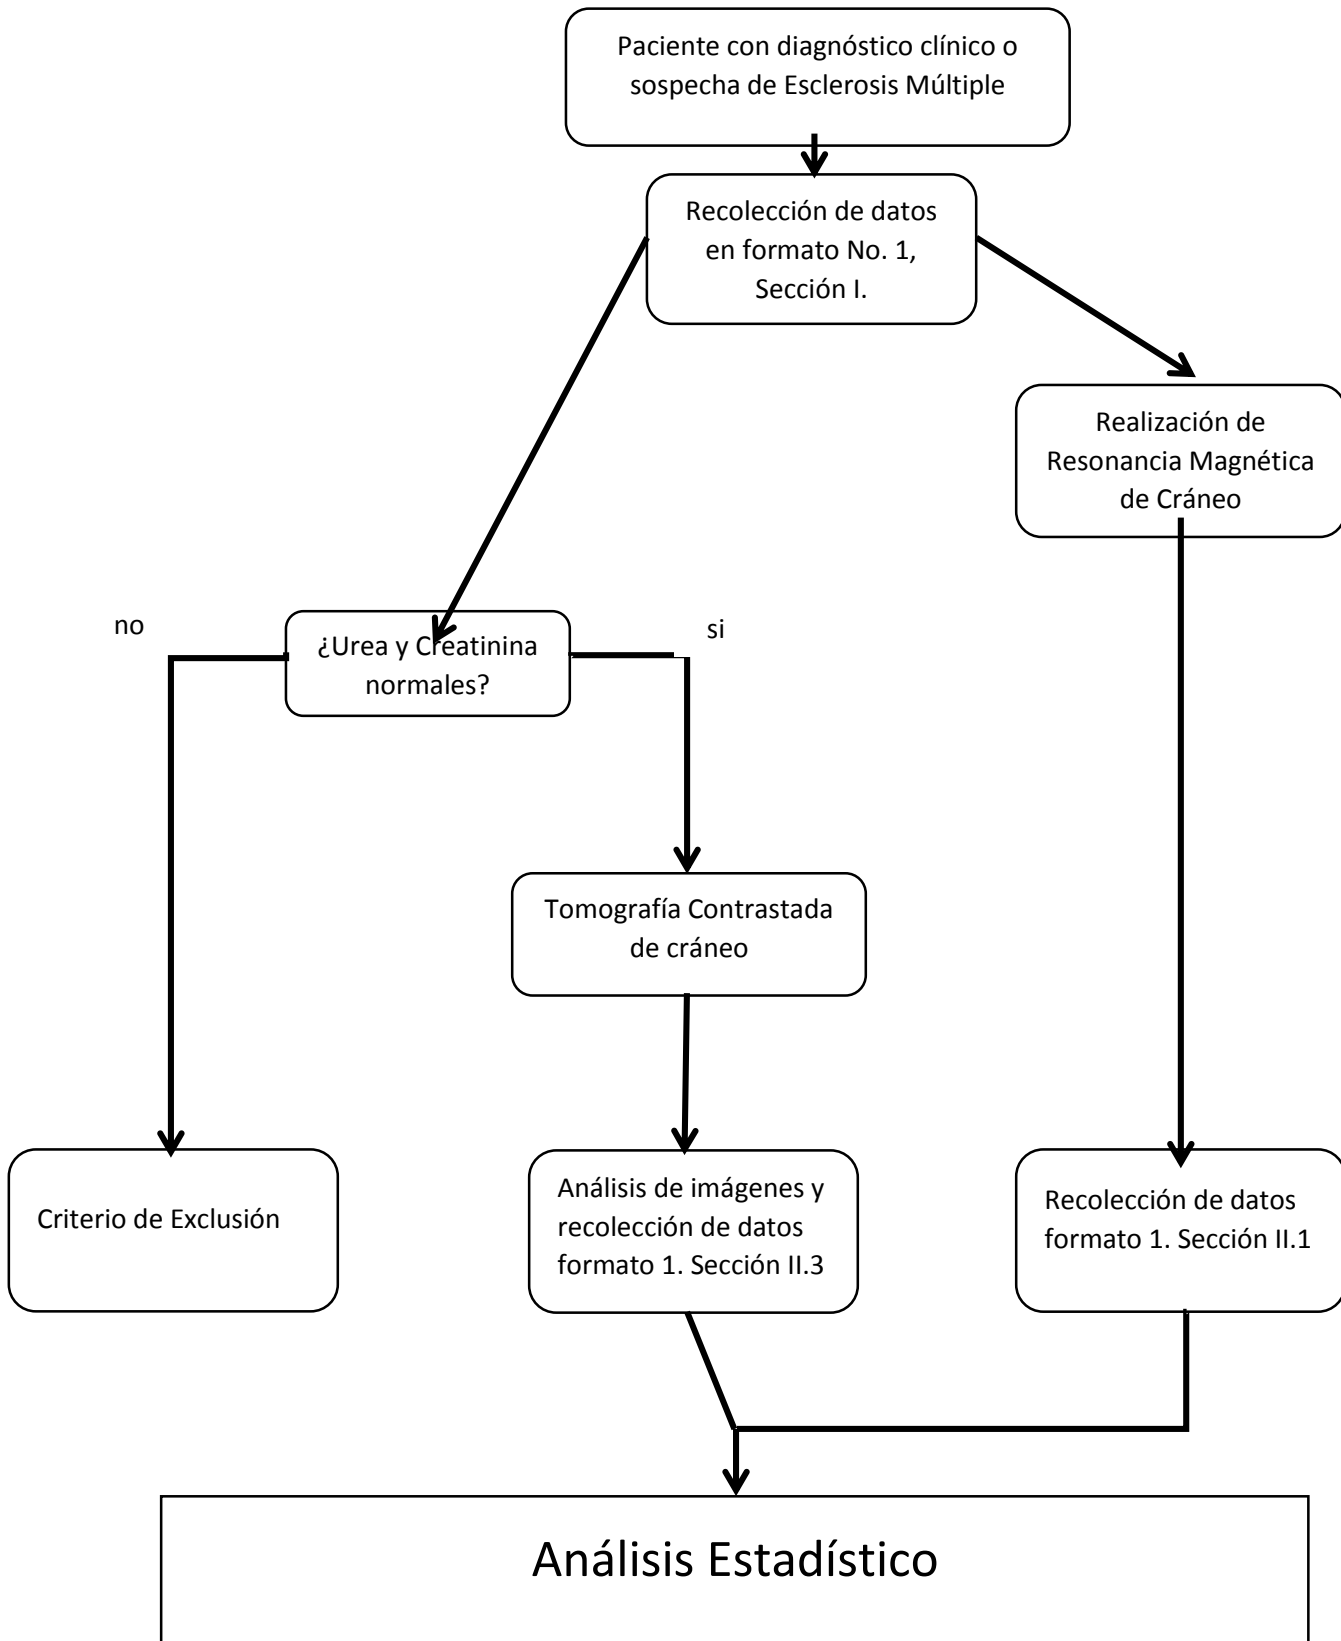 Paciente con diagnóstico clínico o
sospecha de Esclerosis Múltiple
Recolección de datos
en formato No. 1,
Sección I.
Realización de
Resonancia Magnética
de Cráneo
no
¿Urea y Creatinina
normales?
si
Tomografía Contrastada
de cráneo
Criterio de Exclusión
Análisis de imágenes y
recolección de datos
formato 1. Sección II.3
Recolección de datos
formato 1. Sección II.1
Análisis Estadístico